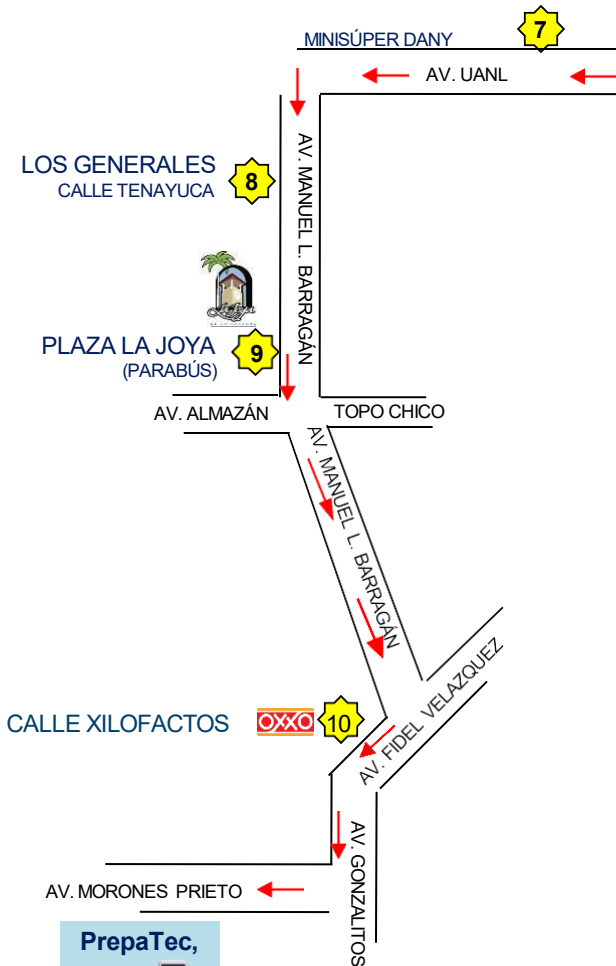 7
MINISÚPER DANY
AV. UANL
AV. MANUEL L. BARRAGÁN
LOS GENERALES
CALLE TENAYUCA
8
PLAZA LA JOYA
(PARABÚS)
9
AV. ALMAZÁN
TOPO CHICO
AV. MANUEL L. BARRAGÁN
AV. FIDEL VELAZQUEZ
CALLE XILOFACTOS
OXXO
10
AV. GONZALITOS
AV. MORONES PRIETO
PrepaTec,